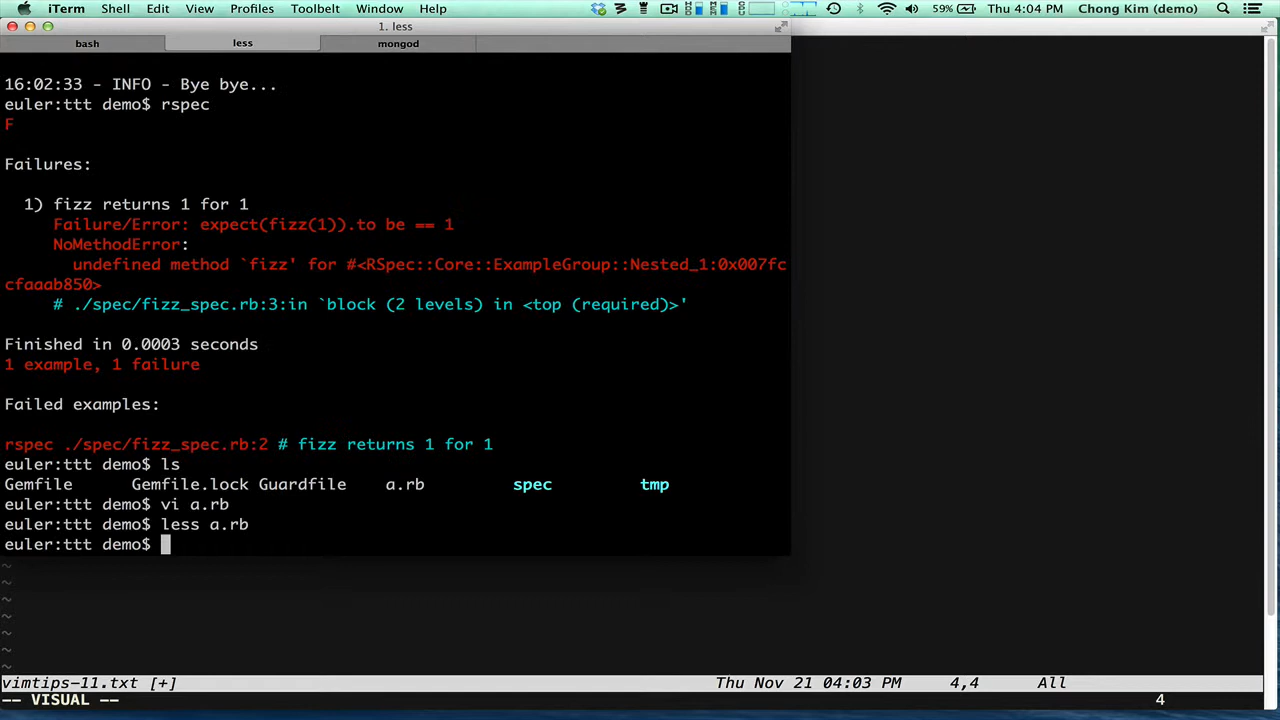 iTerm Shell Edit View Profiles Toolbelt Window Help 59% Thu 4:04 PM Chong Kim (demo)
1. less
bash less mongod
16:02:33 - INFO - Bye bye...
euler:ttt demo$ rspec
F
Failures:
1) fizz returns 1 for 1
Failure/Error: expect(fizz(1)).to be == 1
NoMethodError:
undefined method `fizz' for #<RSpec::Core::ExampleGroup::Nested_1:0x007fc
cfaaab850>
# ./spec/fizz_spec.rb:3:in `block (2 levels) in <top (required)>'
Finished in 0.0003 seconds
1 example, 1 failure
Failed examples:
rspec ./spec/fizz_spec.rb:2 # fizz returns 1 for 1
euler:ttt demo$ ls
Gemfile Gemfile.lock Guardfile a.rb spec tmp
euler:ttt demo$ vi a.rb
euler:ttt demo$ less a.rb
euler:ttt demo$
~
~
~
~
~
~
~
vimtips-11.txt [+] Thu Nov 21 04:03 PM 4,4 All
-- VISUAL -- 4